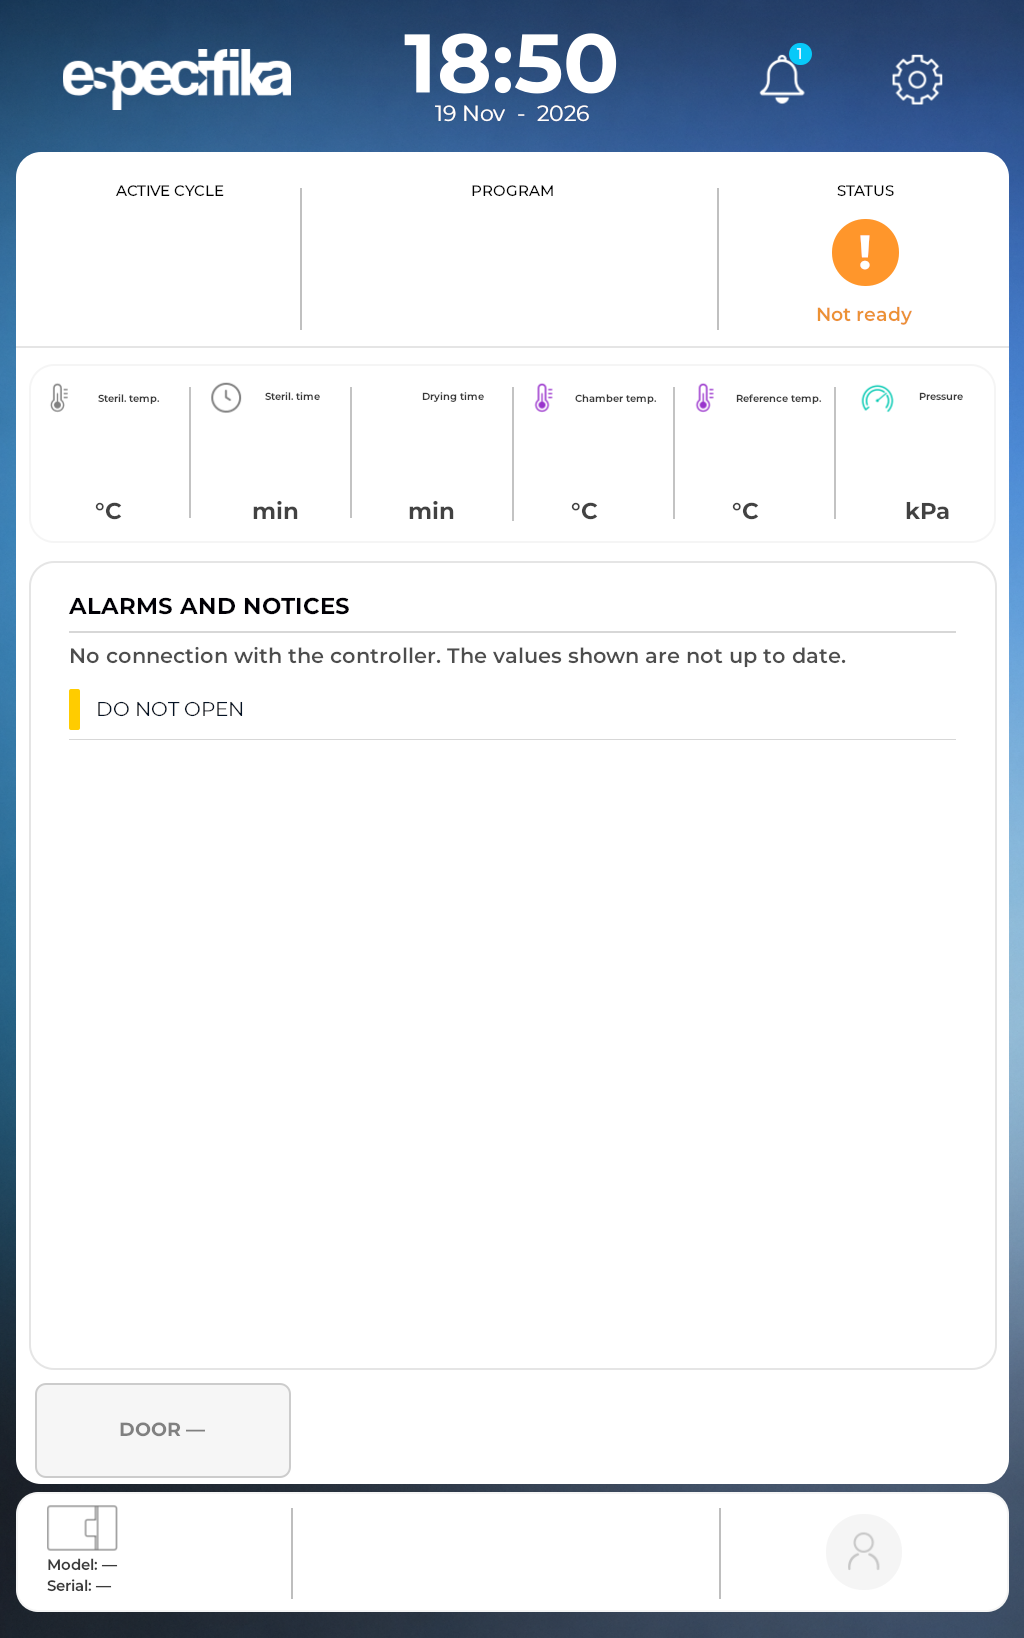 e-specifika
18:50
19 Nov - 2026
1
ACTIVE CYCLE
PROGRAM
STATUS
!
Not ready
Steril. temp.
Steril. time
Drying time
Chamber temp.
Reference temp.
Pressure
°C
min
min
°C
°C
kPa
ALARMS AND NOTICES
No connection with the controller. The values shown are not up to date.
DO NOT OPEN
DOOR —
Model: —
Serial: —